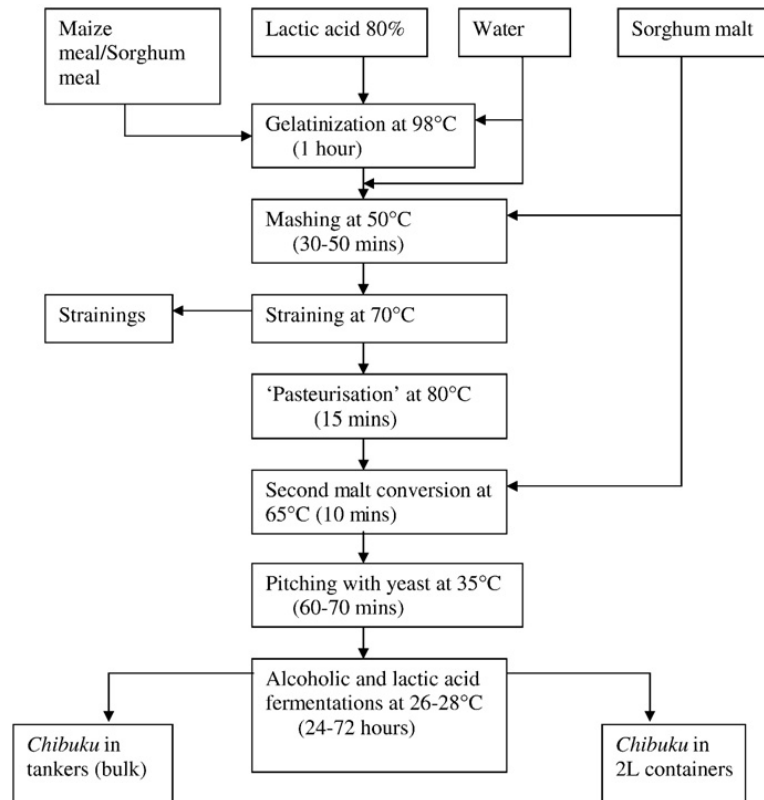 Maize
meal/Sorghum
meal
Lactic acid 80%
Water
Sorghum malt
Gelatinization at 98°C
(1 hour)
Mashing at 50°C
(30-50 mins)
Strainings
Straining at 70°C
‘Pasteurisation’ at 80°C
(15 mins)
Second malt conversion at
65°C (10 mins)
Pitching with yeast at 35°C
(60-70 mins)
Alcoholic and lactic acid
fermentations at 26-28°C
(24-72 hours)
Chibuku in
tankers (bulk)
Chibuku in
2L containers